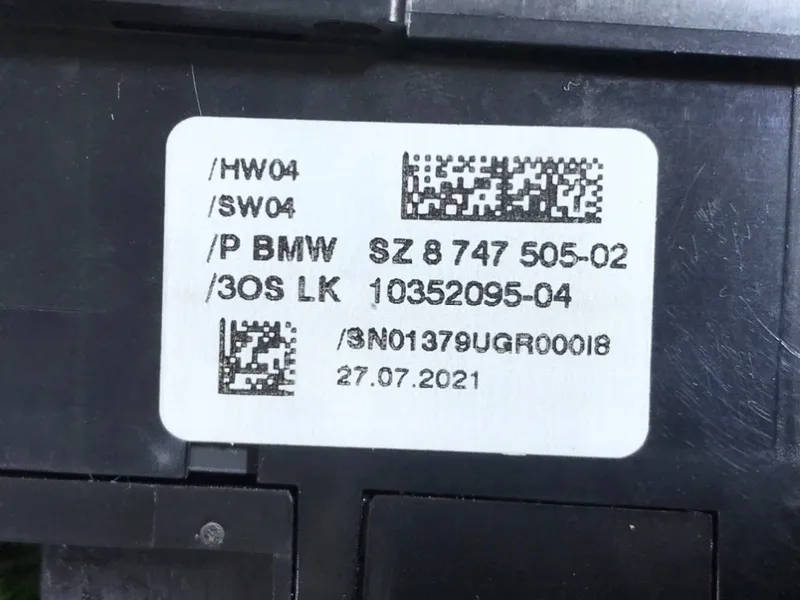 /HW04
/SW04
/P BMW SZ 8 747 505-02
/3OS LK 10352095-04
/SN01379UGR000I8
27.07.2021